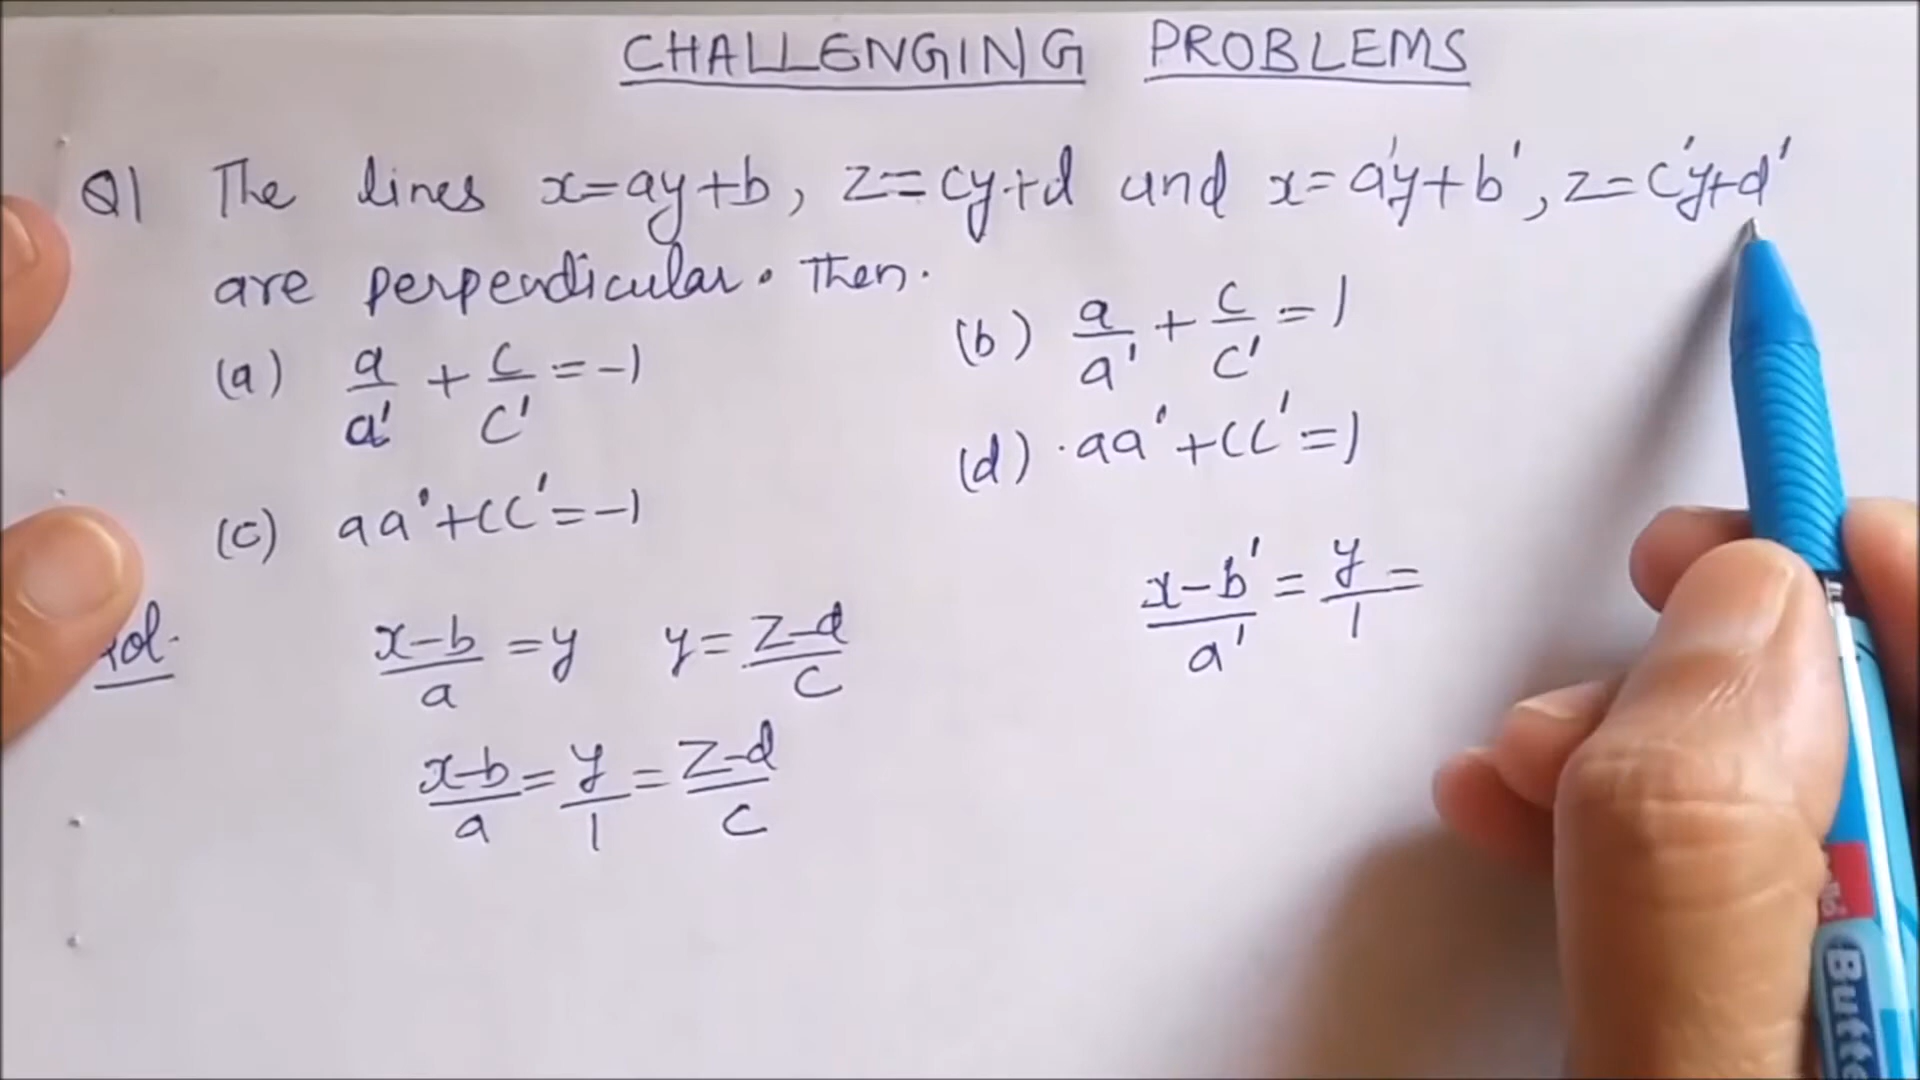 CHALLENGING PROBLEMS
Q1 The lines x=ay+b, z=cy+d and x=a'y+b', z=c'y+d'
are perpendicular. Then.
(a) a/a' + c/c' = -1
(b) a/a' + c/c' = 1
(c) aa'+cc'=-1
(d) .aa'+cc'=1
Sol.
(x-b)/a = y y = (z-d)/c
(x-b)/a = y/1 = (z-d)/c
(x-b')/a' = y/1 =